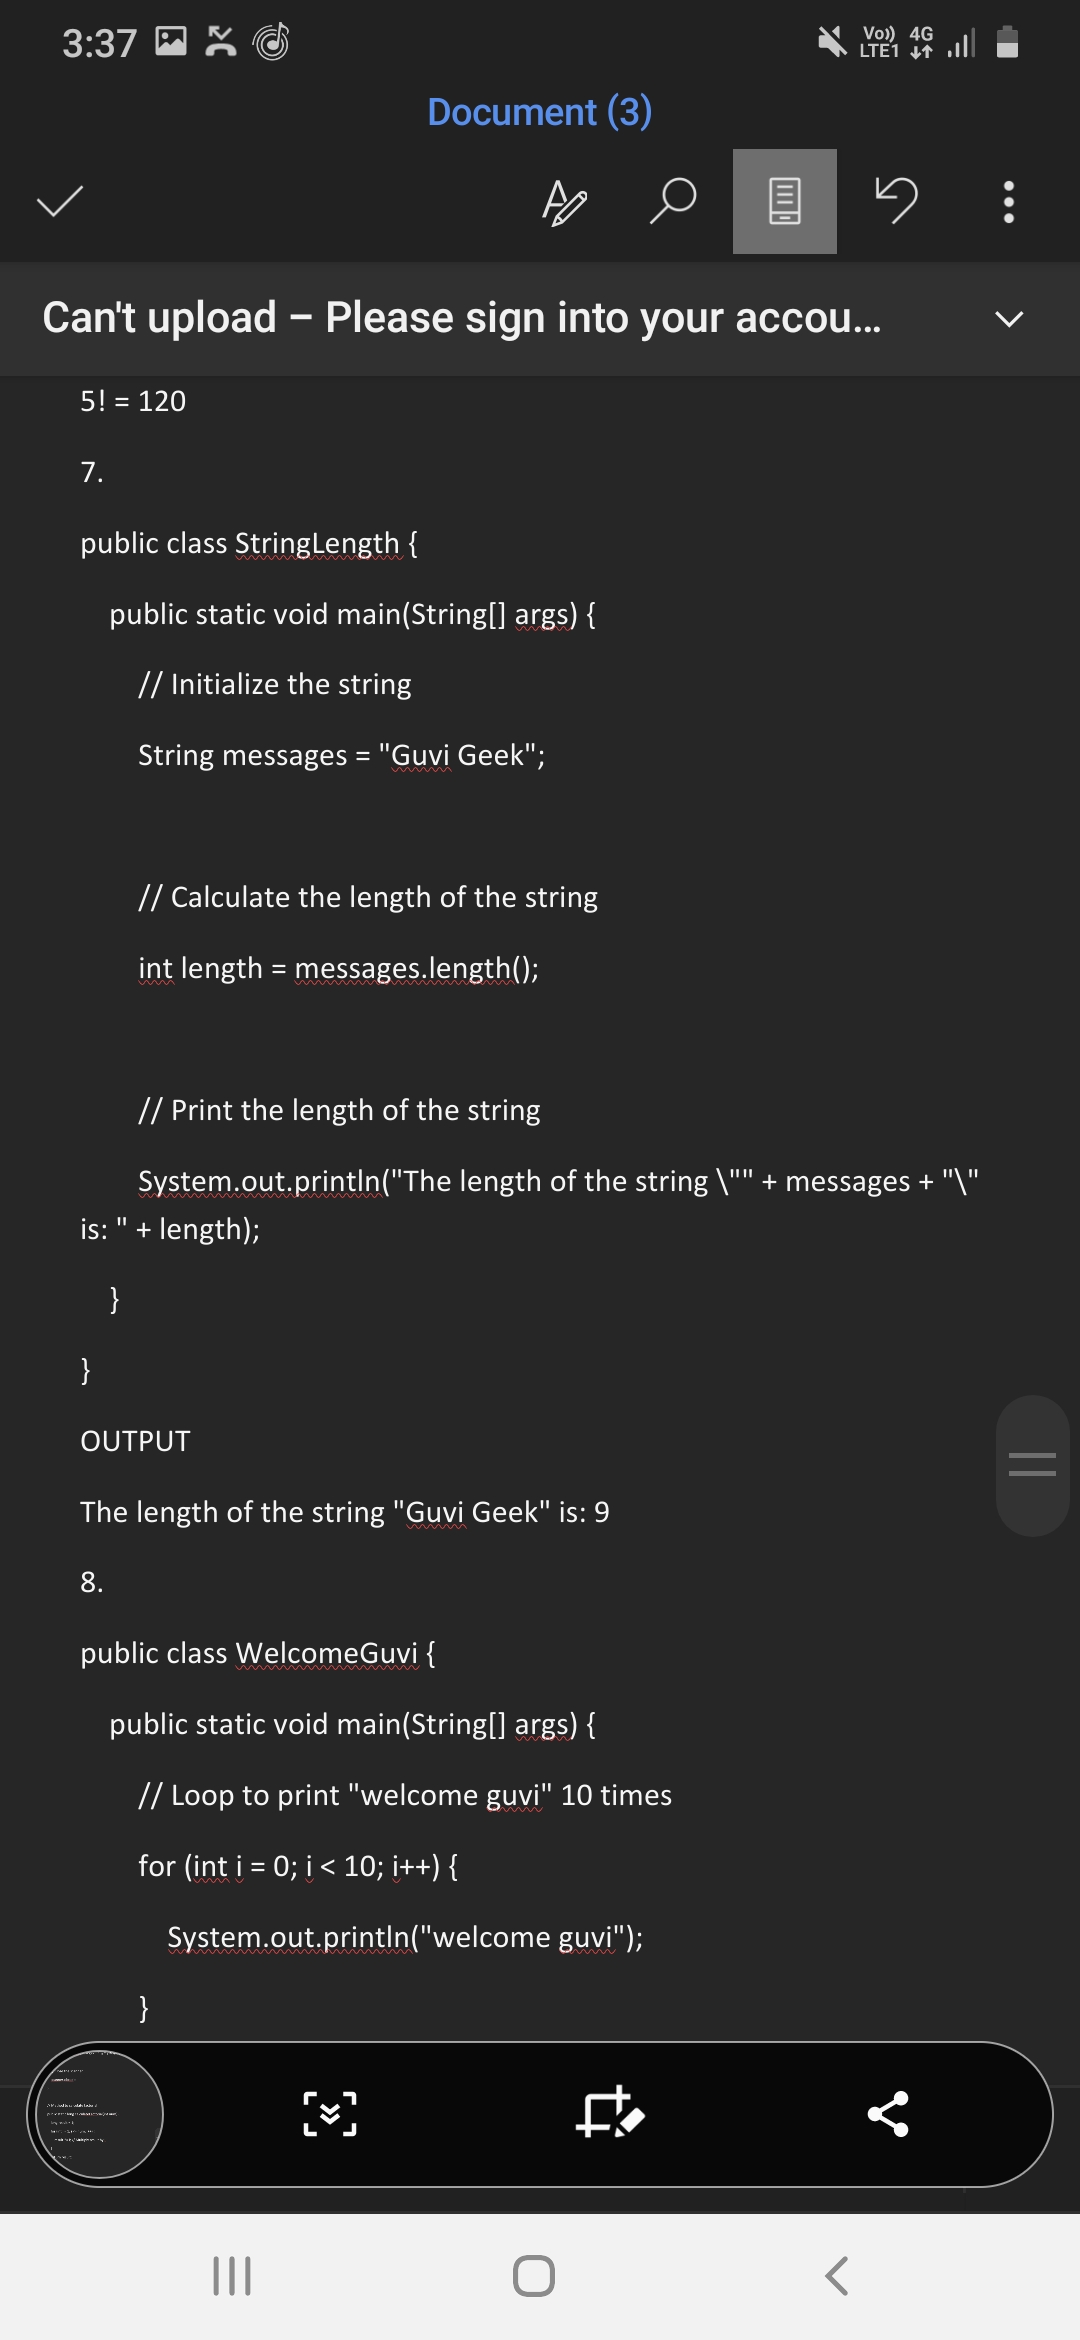 3:37
Vo)) 4G
LTE1
Document (3)
Can't upload – Please sign into your accou...
5! = 120
7.
public class StringLength {
public static void main(String[] args) {
// Initialize the string
String messages = "Guvi Geek";
// Calculate the length of the string
int length = messages.length();
// Print the length of the string
System.out.println("The length of the string \"" + messages + "\"
is: " + length);
}
}
OUTPUT
The length of the string "Guvi Geek" is: 9
8.
public class WelcomeGuvi {
public static void main(String[] args) {
// Loop to print "welcome guvi" 10 times
for (int i = 0; i < 10; i++) {
System.out.println("welcome guvi");
}